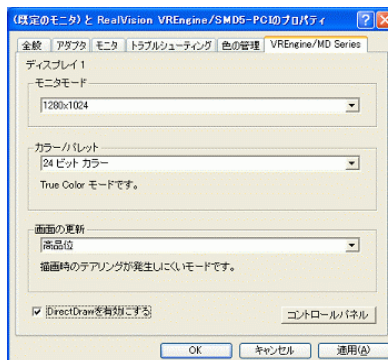 (既定のモニタ) と RealVision VREngine/SMD5-PCIのプロパティ
全般 アダプタ モニタ トラブルシューティング 色の管理 VREngine/MD Series
ディスプレイ 1
モニタモード
1280x1024
カラー/パレット
24 ビット カラー
True Color モードです。
画面の更新
高品位
描画時のテアリングが発生しにくいモードです。
DirectDrawを有効にする
コントロールパネル
OK キャンセル 適用(A)